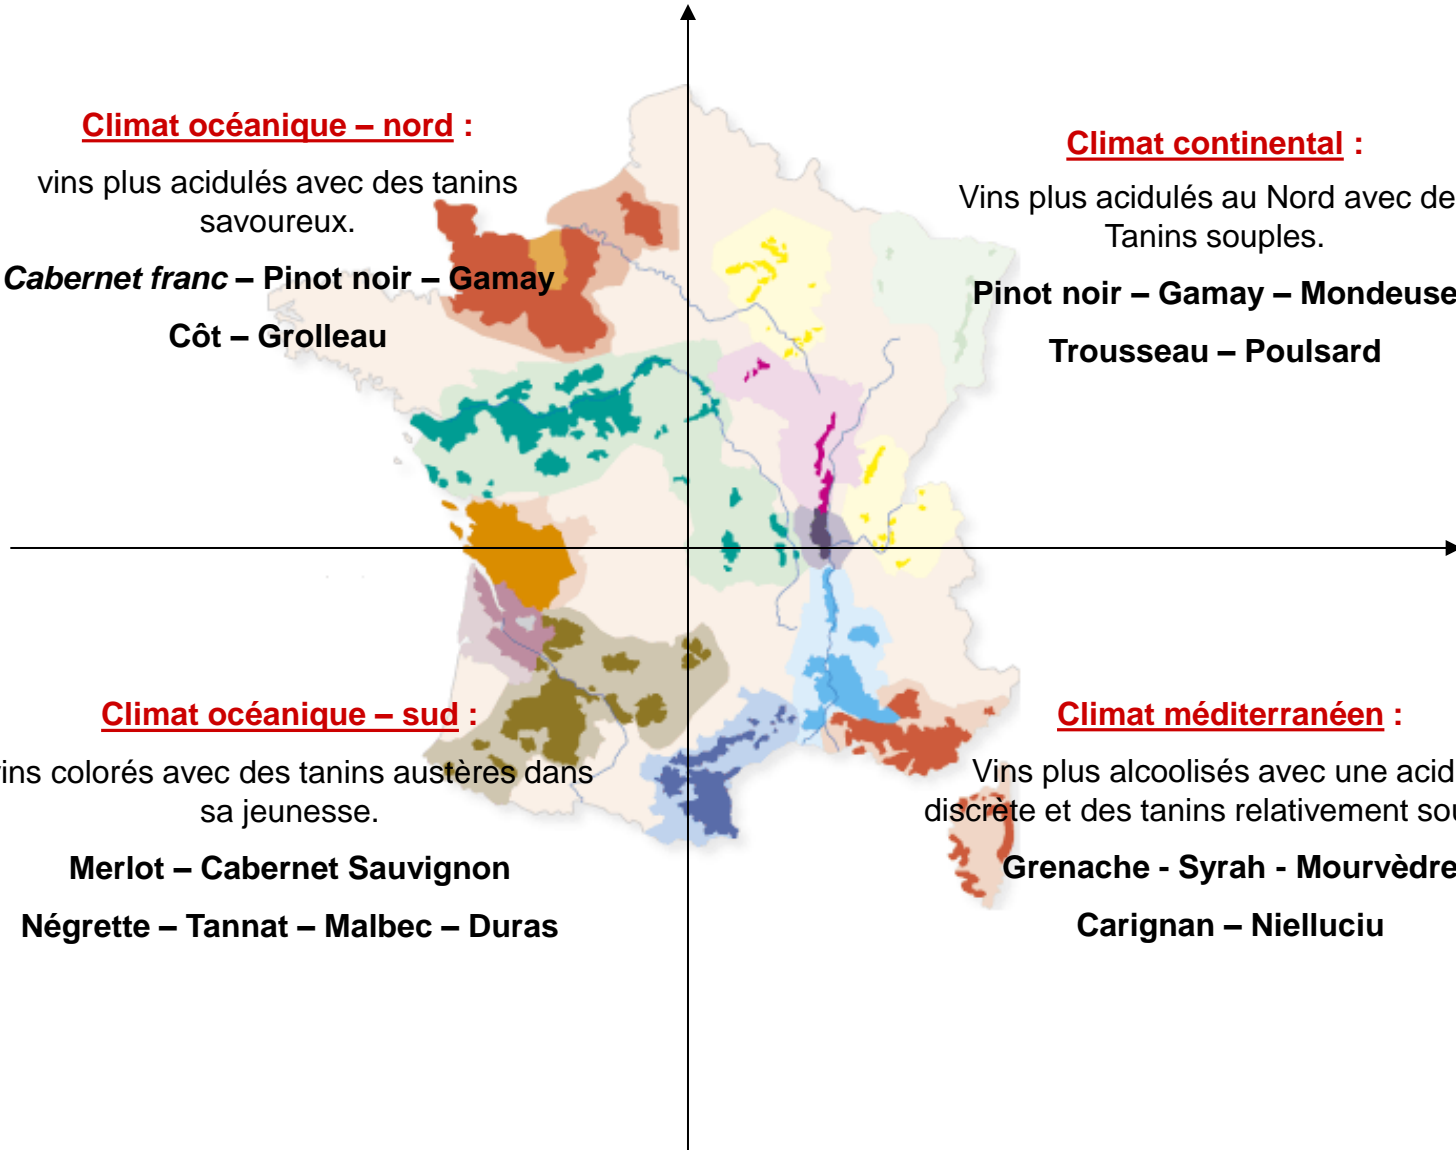 Climat océanique – nord :
vins plus acidulés avec des tanins
savoureux.
Cabernet franc – Pinot noir – Gamay
Côt – Grolleau
Climat continental :
Vins plus acidulés au Nord avec de
Tanins souples.
Pinot noir – Gamay – Mondeuse
Trousseau – Poulsard
Climat océanique – sud :
ins colorés avec des tanins austères dans
sa jeunesse.
Merlot – Cabernet Sauvignon
Négrette – Tannat – Malbec – Duras
Climat méditerranéen :
Vins plus alcoolisés avec une acid
discrète et des tanins relativement sou
Grenache - Syrah - Mourvèdre
Carignan – Nielluciu